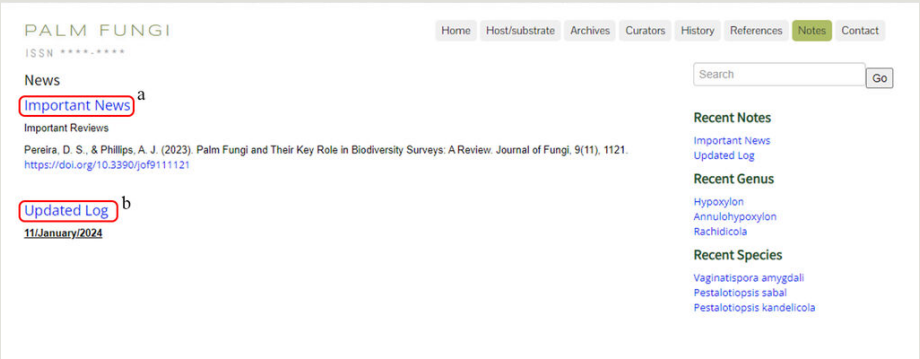 PALM FUNGI
ISSN ****-****
Home Host/substrate Archives Curators History References Notes Contact
Search Go
News
Important News a
Important Reviews
Pereira, D. S., & Phillips, A. J. (2023). Palm Fungi and Their Key Role in Biodiversity Surveys: A Review. Journal of Fungi, 9(11), 1121.
https://doi.org/10.3390/jof9111121
Updated Log b
11/January/2024
Recent Notes
Important News
Updated Log
Recent Genus
Hypoxylon
Annulohypoxylon
Rachidicola
Recent Species
Vaginatispora amygdali
Pestalotiopsis sabal
Pestalotiopsis kandelicola